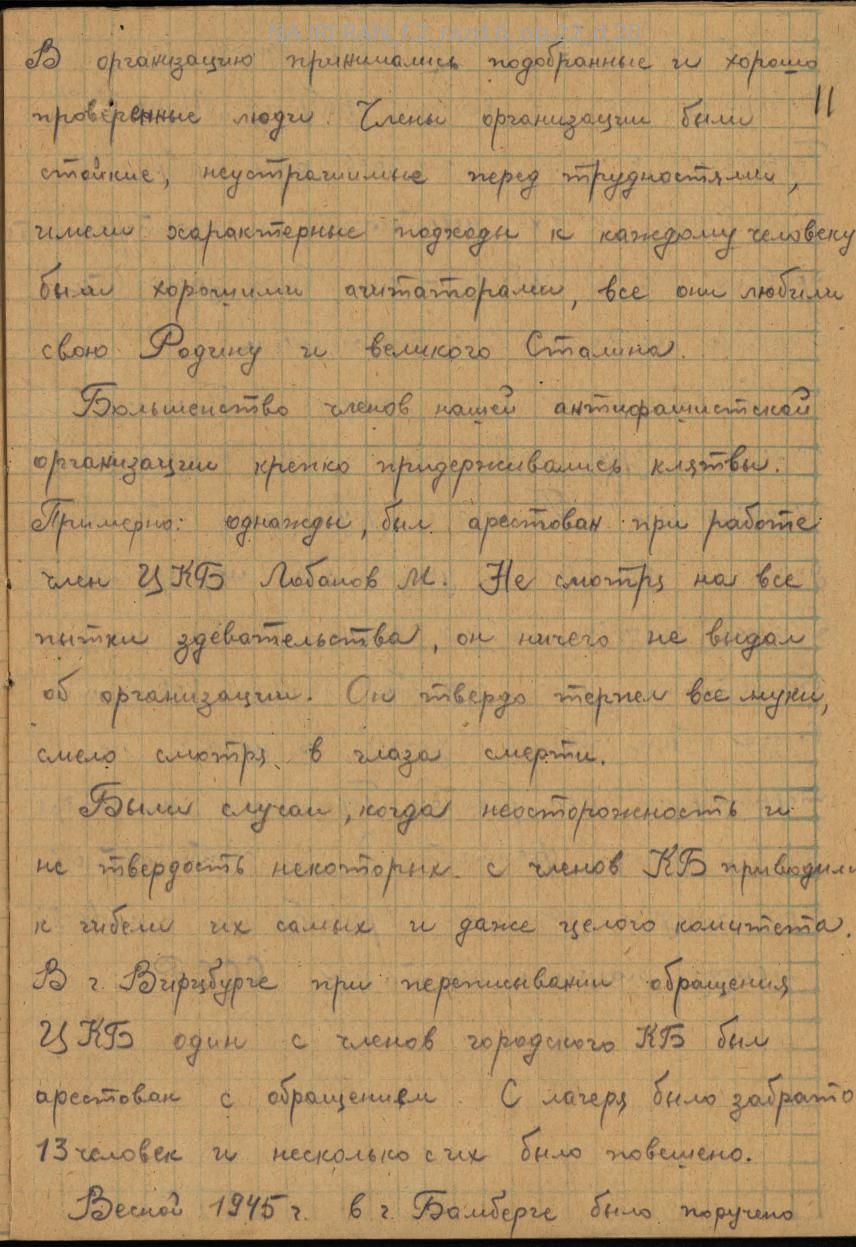 В организацию принимались подобранные и хорошо
11
проверенные люди. Члены организации были
стойкие, неустрашимые перед трудностями,
имели характерные подходы к каждому человеку
были хорошими агитаторами, все они любили
свою Родину и великого Сталина.
Большенство членов нашей антифашистской
организации крепко придерживались клятвы.
Примерно: однажды, был арестован при работе
член ЦКБ Лобанов М. Не смотря на все
пытки здевательства, он ничего не выдал
об организации. Он твердо терпел все муки,
смело смотря в глаза смерти.
Были случаи, когда неосторожность и
не твердость некоторых с членов КБ приводили
к гибели их самых и даже целого комитета.
В г. Вирцбурге при переписывании обращения
ЦКБ один с членов городского КБ был
арестован с обращением. С лагеря было забрато
13 человек и несколько с их было повешено.
Весной 1945 г. в г. Бамберге было поручено